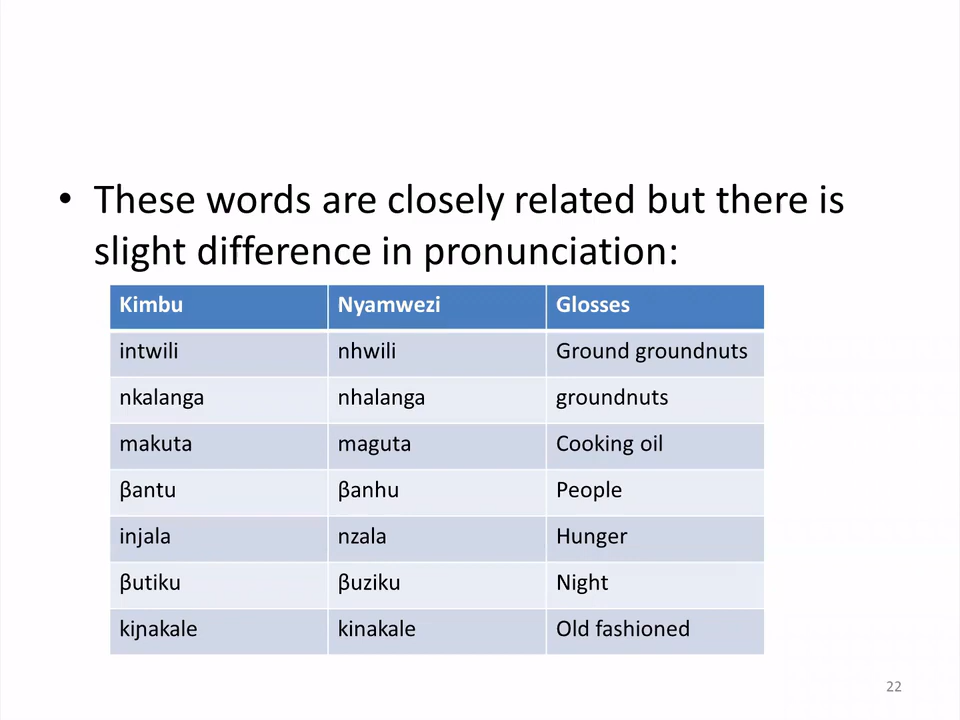 • These words are closely related but there is
slight difference in pronunciation:
Kimbu Nyamwezi Glosses
intwili nhwili Ground groundnuts
nkalanga nhalanga groundnuts
makuta maguta Cooking oil
βantu βanhu People
injala nzala Hunger
βutiku βuziku Night
kiɲakale kinakale Old fashioned
22